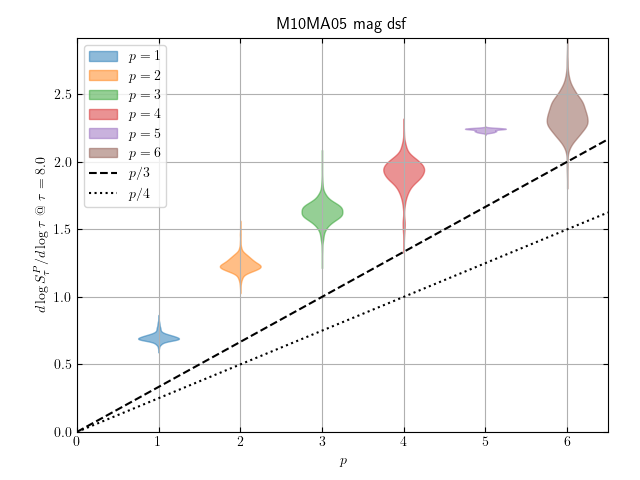 M10MA05 mag dsf
p = 1
p = 2
p = 3
p = 4
p = 5
p = 6
p/3
p/4
d log S_τ^P / d log τ @ τ = 8.0
2.5
2.0
1.5
1.0
0.5
0.0
0 1 2 3 4 5 6
p